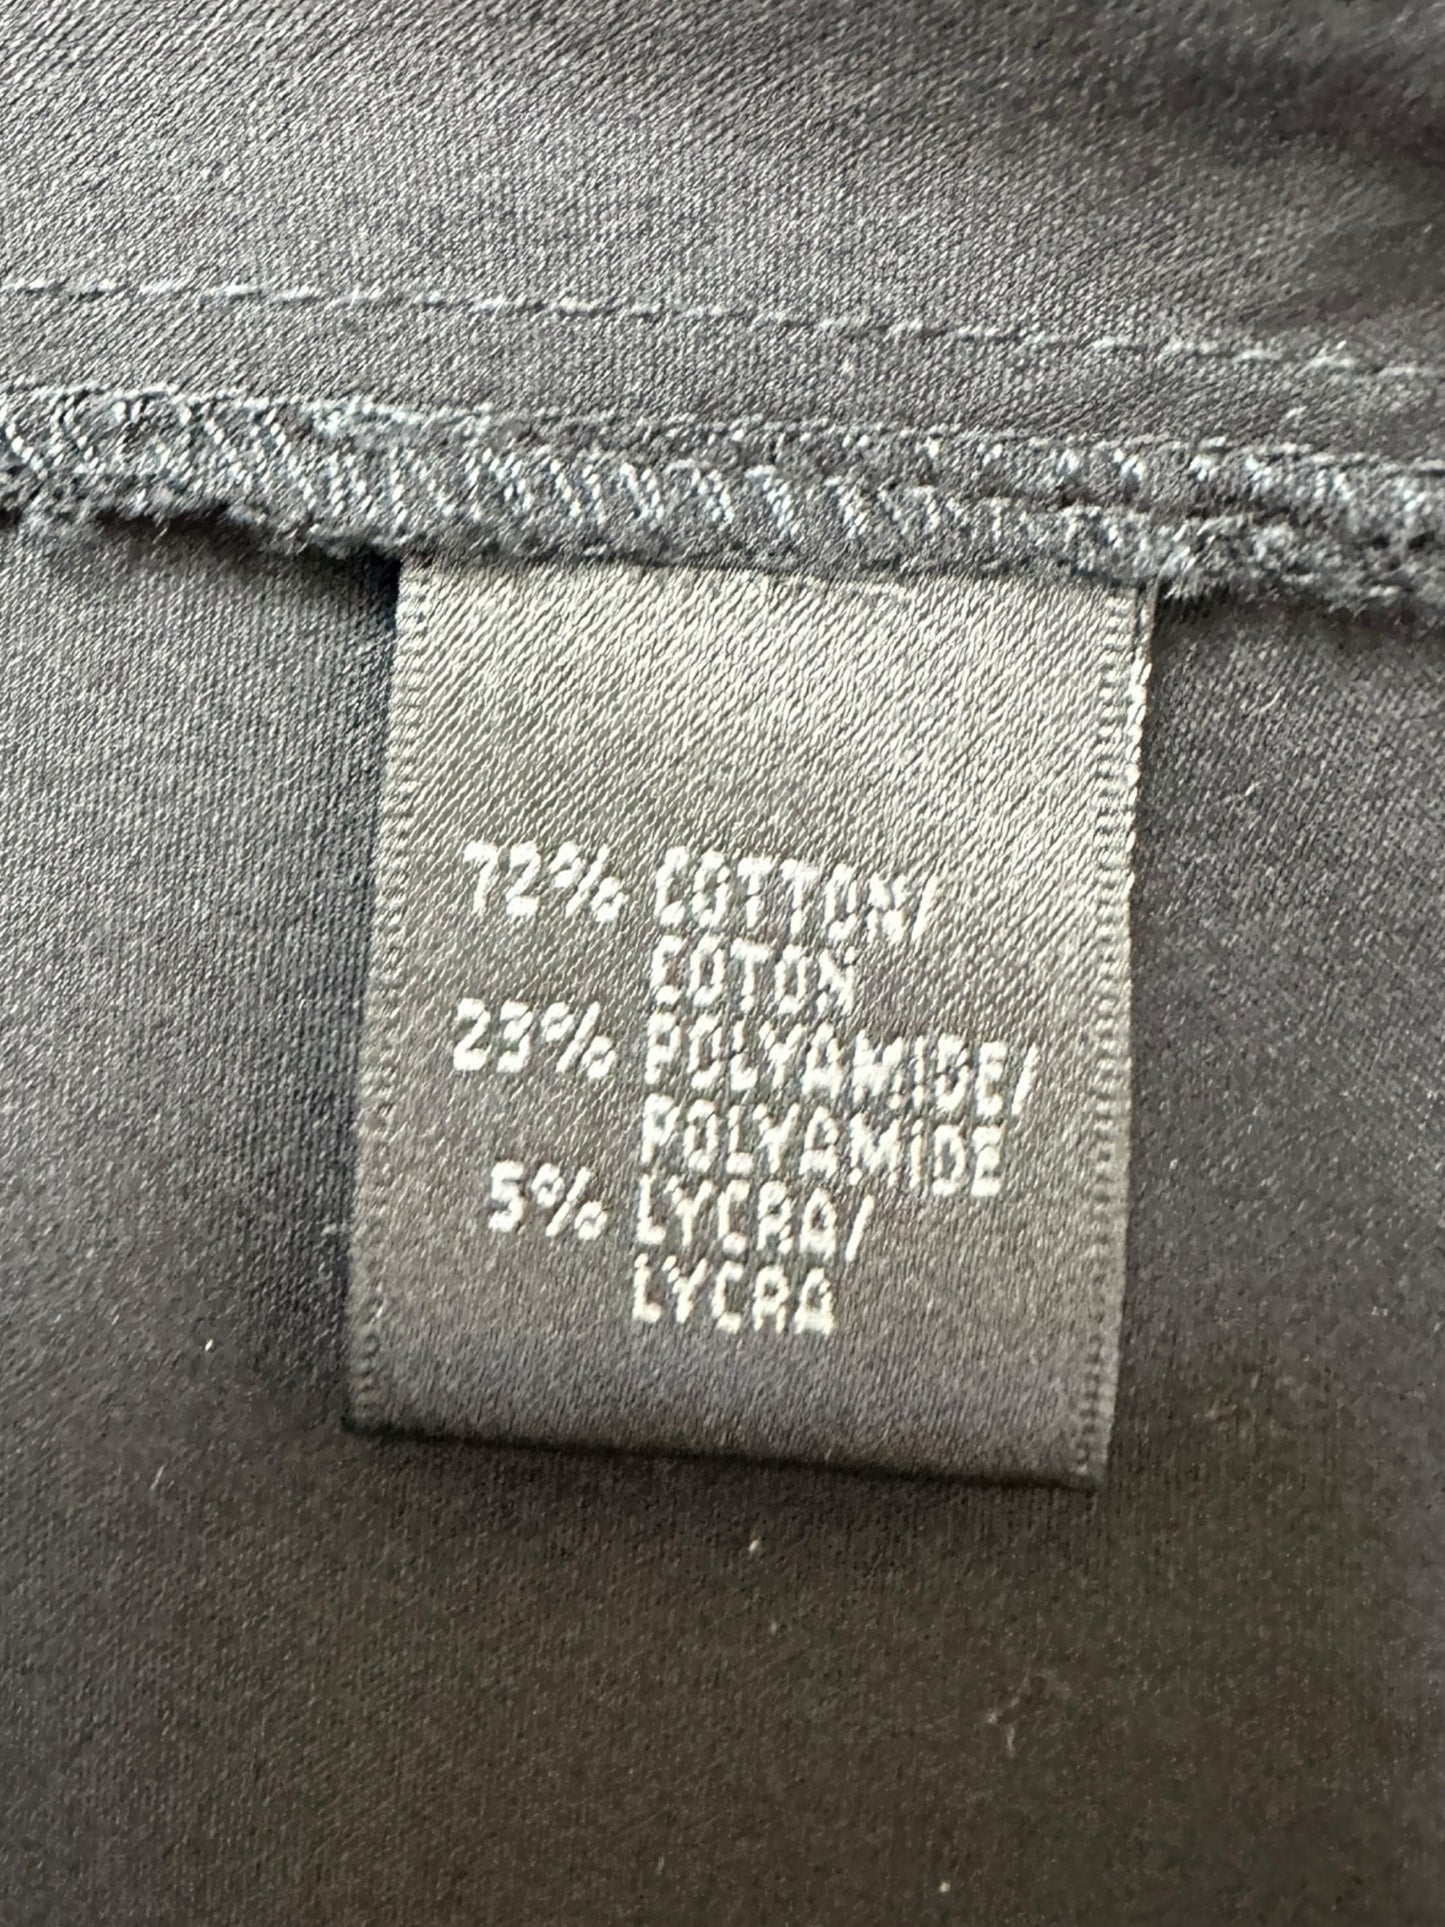 72% COTTON/
COTON
23% POLYAMIDE/
POLYAMIDE
5% LYCRA/
LYCRA